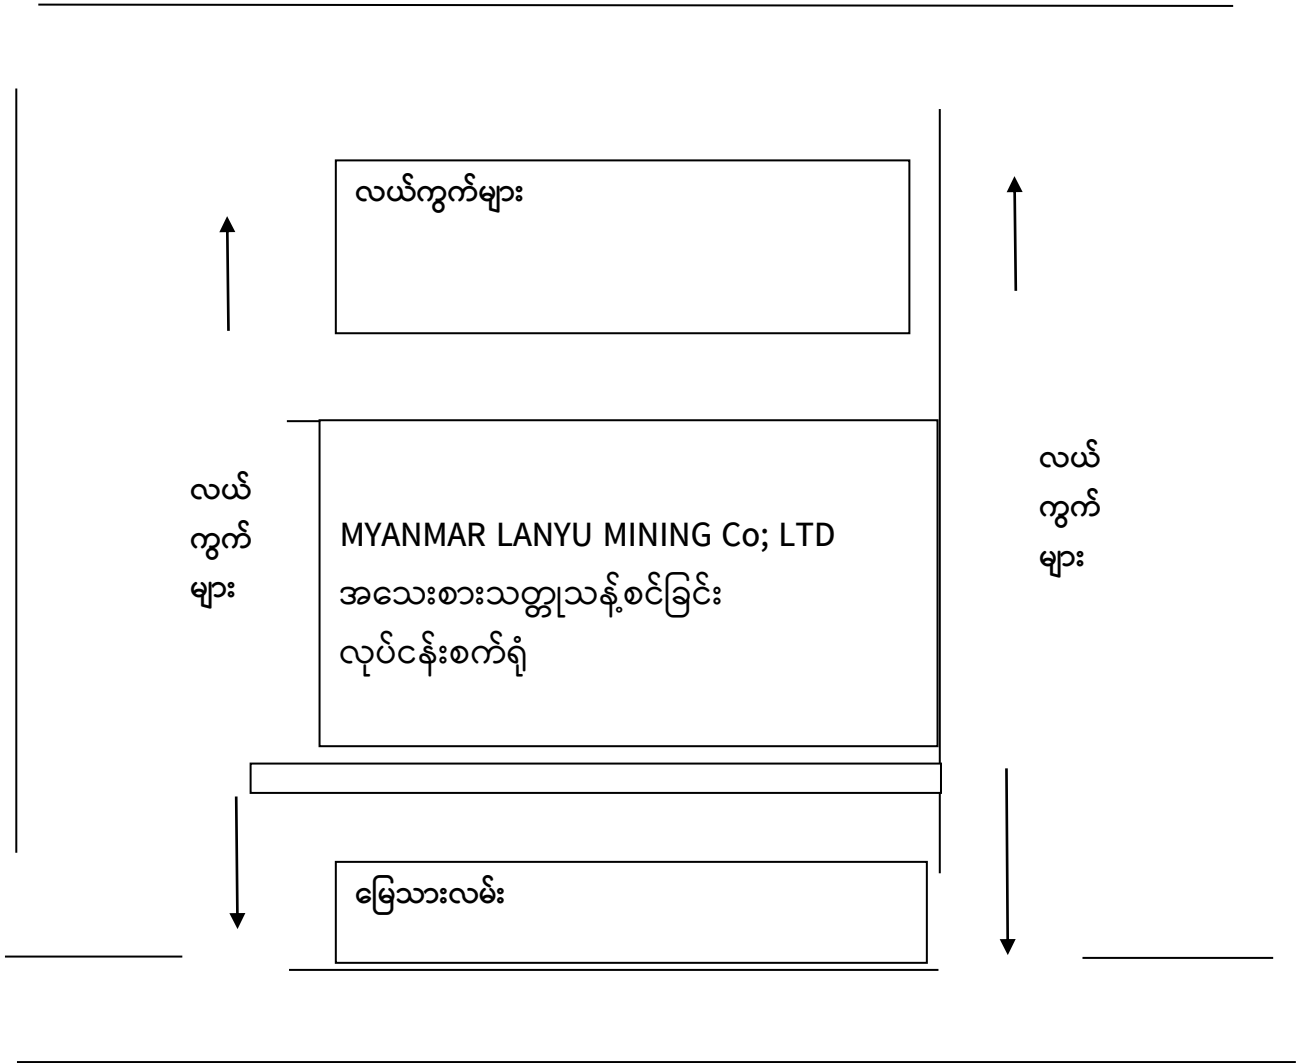 လယ်ကွက်များ
လယ်
ကွက်
များ
MYANMAR LANYU MINING Co; LTD
အသေးစားသတ္တုသန့်စင်ခြင်း
လုပ်ငန်းစက်ရုံ
လယ်
ကွက်
များ
မြေသားလမ်း